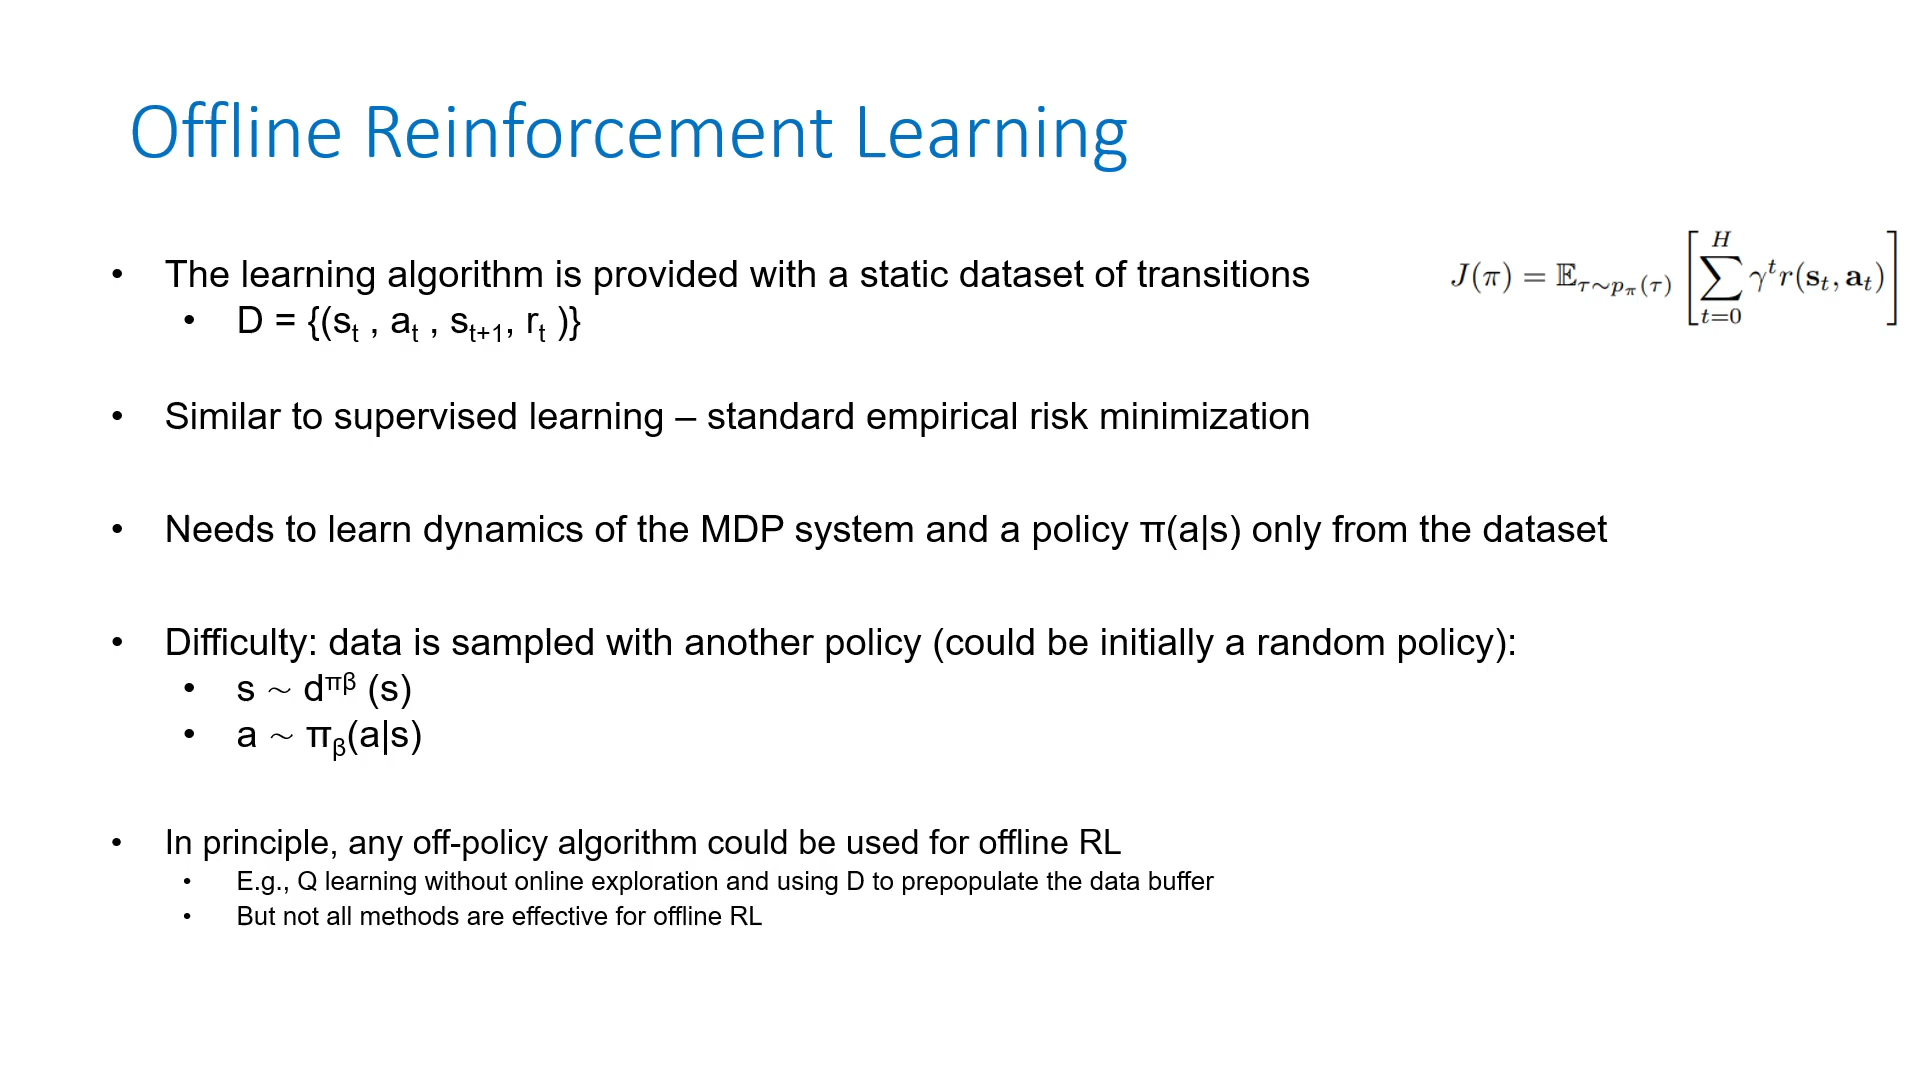 Offline Reinforcement Learning
• The learning algorithm is provided with a static dataset of transitions
• D = {(s_t , a_t , s_{t+1}, r_t )}
J(π) = 𝔼_{τ∼p_π(τ)} [ ∑_{t=0}^{H} γ^t r(𝐬_t, 𝐚_t) ]
• Similar to supervised learning – standard empirical risk minimization
• Needs to learn dynamics of the MDP system and a policy π(a|s) only from the dataset
• Difficulty: data is sampled with another policy (could be initially a random policy):
• s ∼ d^{πβ} (s)
• a ∼ π_β(a|s)
• In principle, any off-policy algorithm could be used for offline RL
• E.g., Q learning without online exploration and using D to prepopulate the data buffer
• But not all methods are effective for offline RL